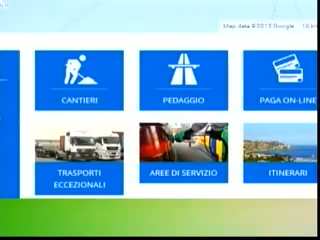 Map data ©2015 Google
CANTIERI
PEDAGGIO
PAGA ON-LINE
TRASPORTI
ECCEZIONALI
AREE DI SERVIZIO
ITINERARI